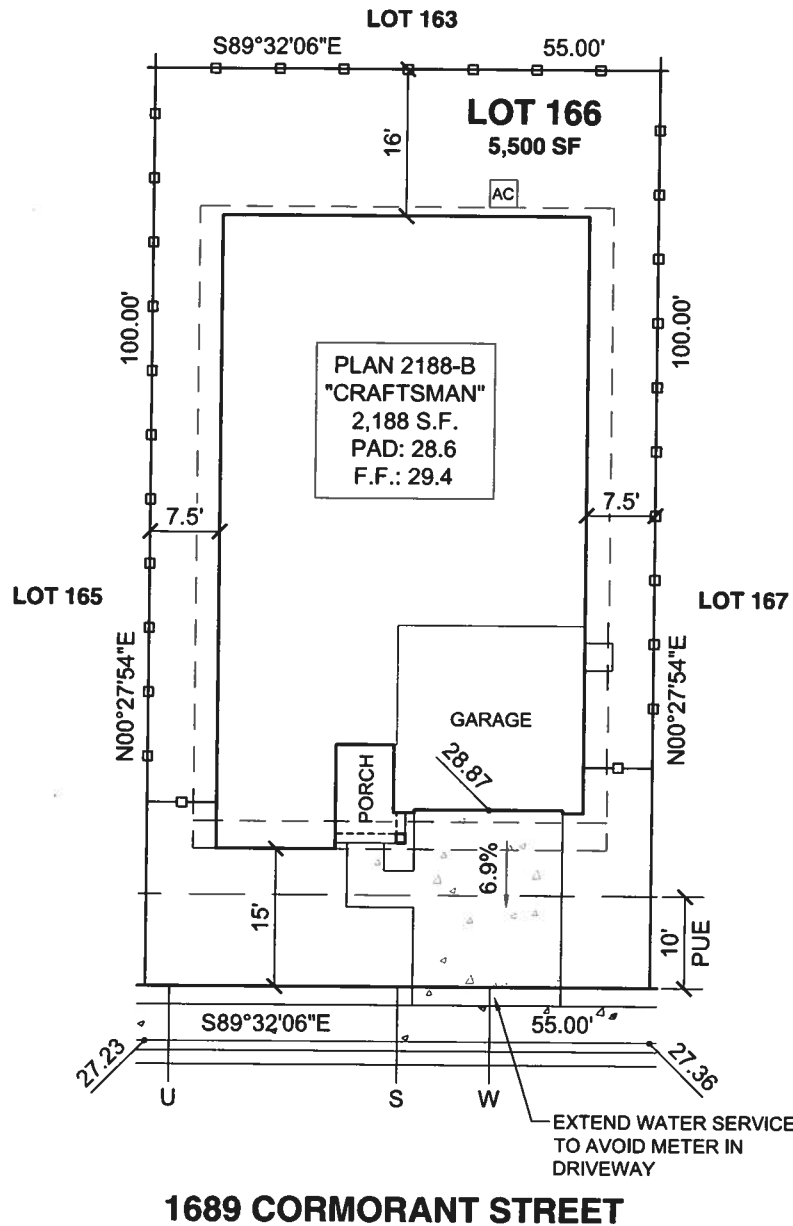 LOT 163
S89°32'06"E 55.00'
LOT 166
5,500 SF
16'
AC
100.00'
100.00'
PLAN 2188-B
"CRAFTSMAN"
2,188 S.F.
PAD: 28.6
F.F.: 29.4
7.5'
7.5'
LOT 165
LOT 167
N00°27'54"E
N00°27'54"E
GARAGE
28.87
PORCH
6.9%
15'
10'
PUE
S89°32'06"E 55.00'
27.23
27.36
U S W
EXTEND WATER SERVICE
TO AVOID METER IN
DRIVEWAY
1689 CORMORANT STREET